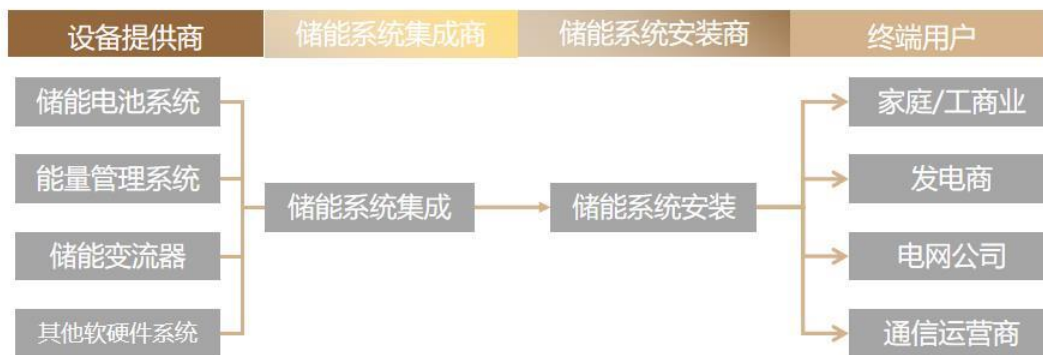 设备提供商
储能系统集成商
储能系统安装商
终端用户
储能电池系统
能量管理系统
储能变流器
其他软硬件系统
储能系统集成
储能系统安装
家庭/工商业
发电商
电网公司
通信运营商